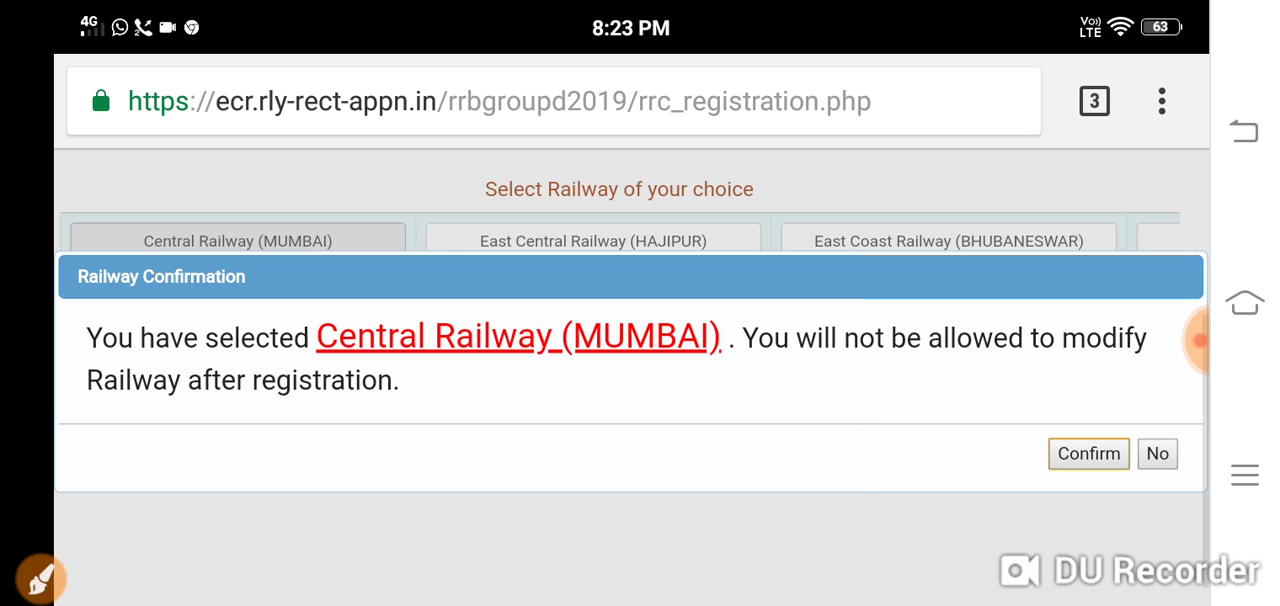 4G 8:23 PM Vo)) LTE 63
https://ecr.rly-rect-appn.in/rrbgroupd2019/rrc_registration.php 3
Select Railway of your choice
Central Railway (MUMBAI) East Central Railway (HAJIPUR) East Coast Railway (BHUBANESWAR)
Railway Confirmation
You have selected Central Railway (MUMBAI) . You will not be allowed to modify
Railway after registration.
Confirm No
DU Recorder